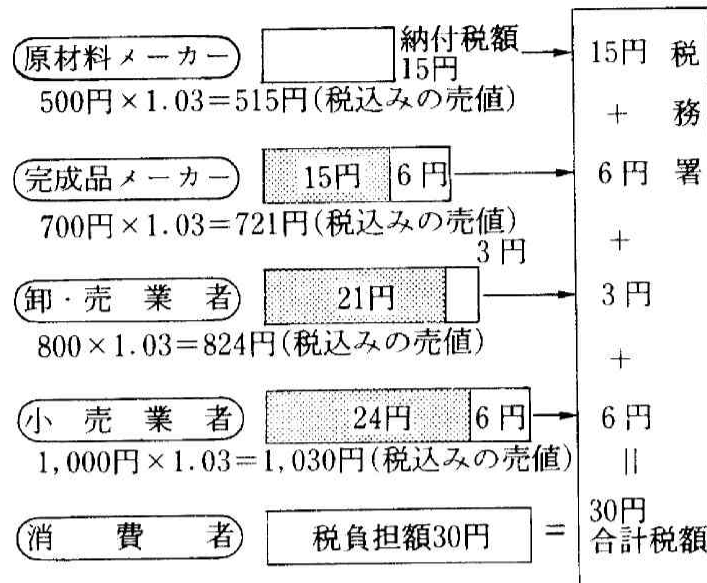 原材料メーカー 納付税額 15円
500円×1.03=515円(税込みの売値)
完成品メーカー 15円 6円
700円×1.03=721円(税込みの売値)
3円
卸・売業者 21円
800×1.03=824円(税込みの売値)
小売業者 24円 6円
1,000円×1.03=1,030円(税込みの売値)
消費者 税負担額30円 =
15円
+
6円
+
3円
+
6円
||
30円
合計税額
税務署